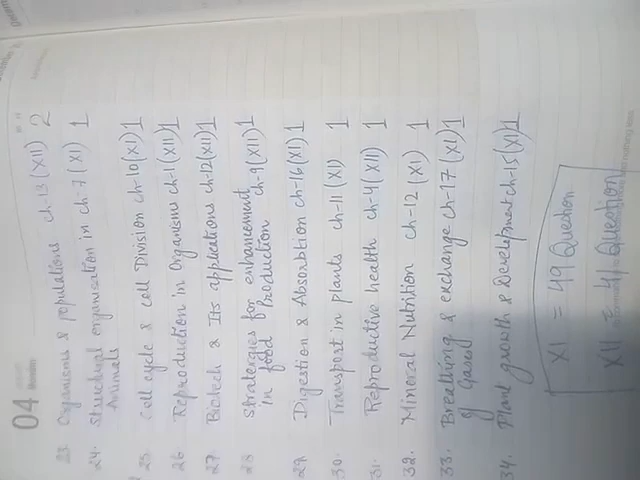 04 Monday
23. Organisms & populations ch-13 (XII) 2
24. Structural organisation in ch-7 (XI) 1
Animals
25. Cell cycle & cell Division ch-10 (XI) 1
26 Reproduction in Organisms ch-1 (XII) 1
27. Biotech & Its applications ch-12 (XII) 1
28 Stratergies for enhancement
in food Production ch-9 (XII) 1
29. Digestion & Absorbtion ch-16 (XI) 1
30. Transport in plants ch-11 (XI) 1
31. Reproductive health ch-4 (XII) 1
32. Mineral Nutrition ch-12 (XI) 1
33. Breathing & exchange ch-17 (XI) 1
of Gases
34. Plant growth & Development ch-15 (XI) 1
XI = 49 Question
XII = 41 Question